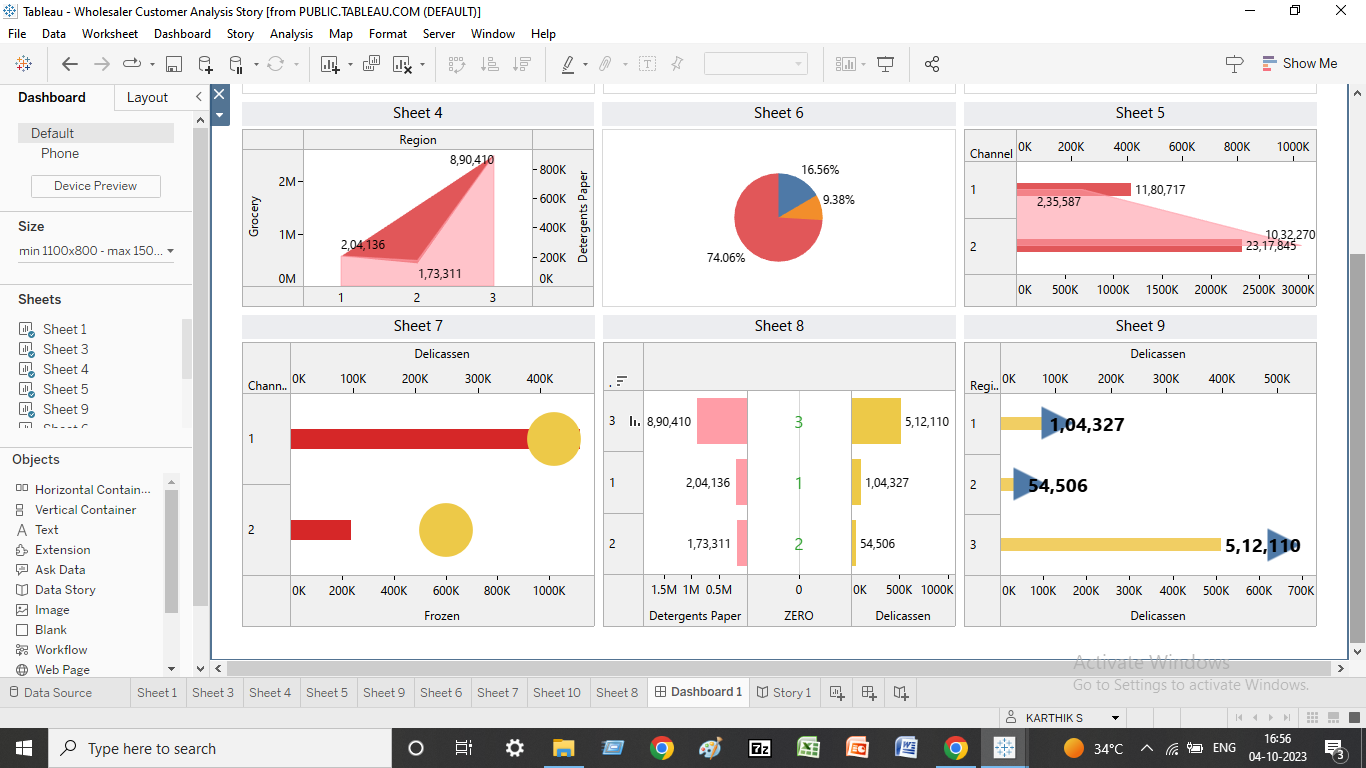 Tableau - Wholesaler Customer Analysis Story [from PUBLIC.TABLEAU.COM (DEFAULT)]
File Data Worksheet Dashboard Story Analysis Map Format Server Window Help
Show Me
Dashboard Layout
Default
Phone
Device Preview
Size
min 1100x800 - max 150...
Sheets
Sheet 1
Sheet 3
Sheet 4
Sheet 5
Sheet 9
Objects
Horizontal Contain...
Vertical Container
Text
Extension
Ask Data
Data Story
Image
Blank
Workflow
Web Page
Sheet 4
Region
Grocery
2M
1M
0M
8,90,410
2,04,136
1,73,311
800K
600K
400K
200K
0K
Detergents Paper
1 2 3
Sheet 6
16.56%
9.38%
74.06%
Sheet 5
Channel
0K 200K 400K 600K 800K 1000K
1
11,80,717
2,35,587
2
10,32,270
23,17,845
0K 500K 1000K 1500K 2000K 2500K 3000K
Sheet 7
Delicassen
Chann..
0K 100K 200K 300K 400K
1
2
0K 200K 400K 600K 800K 1000K
Frozen
Sheet 8
3 8,90,410 3 5,12,110
1 2,04,136 1 1,04,327
2 1,73,311 2 54,506
1.5M 1M 0.5M 0 0K 500K 1000K
Detergents Paper ZERO Delicassen
Sheet 9
Delicassen
Regi..
0K 100K 200K 300K 400K 500K
1 1,04,327
2 54,506
3 5,12,110
0K 100K 200K 300K 400K 500K 600K 700K
Delicassen
Activate Windows
Go to Settings to activate Windows.
Data Source Sheet 1 Sheet 3 Sheet 4 Sheet 5 Sheet 9 Sheet 6 Sheet 7 Sheet 10 Sheet 8 Dashboard 1 Story 1
KARTHIK S
Type here to search
7z
34°C
ENG
16:56
04-10-2023
3